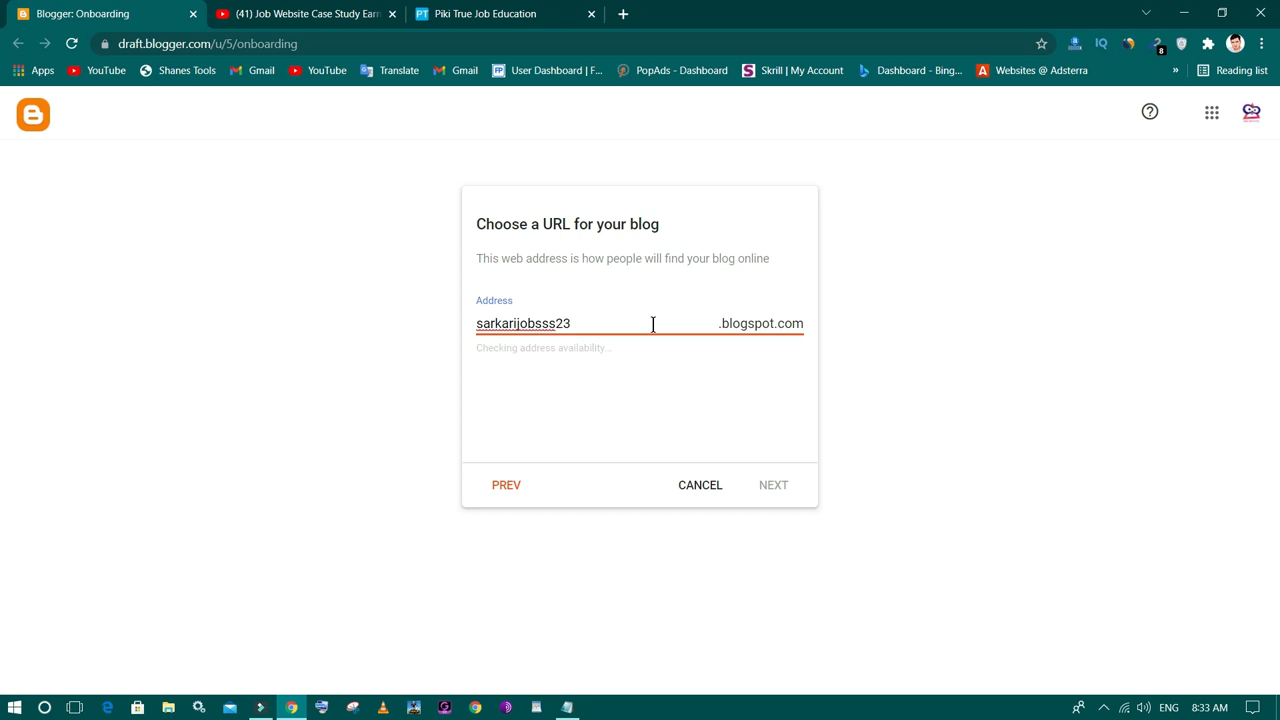 Blogger: Onboarding
(41) Job Website Case Study Earn
Piki True Job Education
draft.blogger.com/u/5/onboarding
IQ
8
Apps
YouTube
Shanes Tools
Gmail
YouTube
Translate
Gmail
FP User Dashboard | F...
PopAds - Dashboard
S Skrill | My Account
Dashboard - Bing...
A Websites @ Adsterra
»
Reading list
Choose a URL for your blog
This web address is how people will find your blog online
Address
sarkarijobsss23 .blogspot.com
Checking address availability...
PREV CANCEL NEXT
ENG 8:33 AM